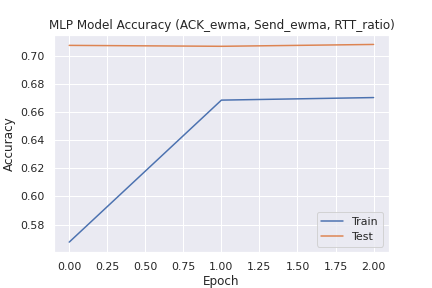 MLP Model Accuracy (ACK_ewma, Send_ewma, RTT_ratio)
0.70
0.68
0.66
0.64
0.62
0.60
0.58
Accuracy
Train
Test
0.00 0.25 0.50 0.75 1.00 1.25 1.50 1.75 2.00
Epoch